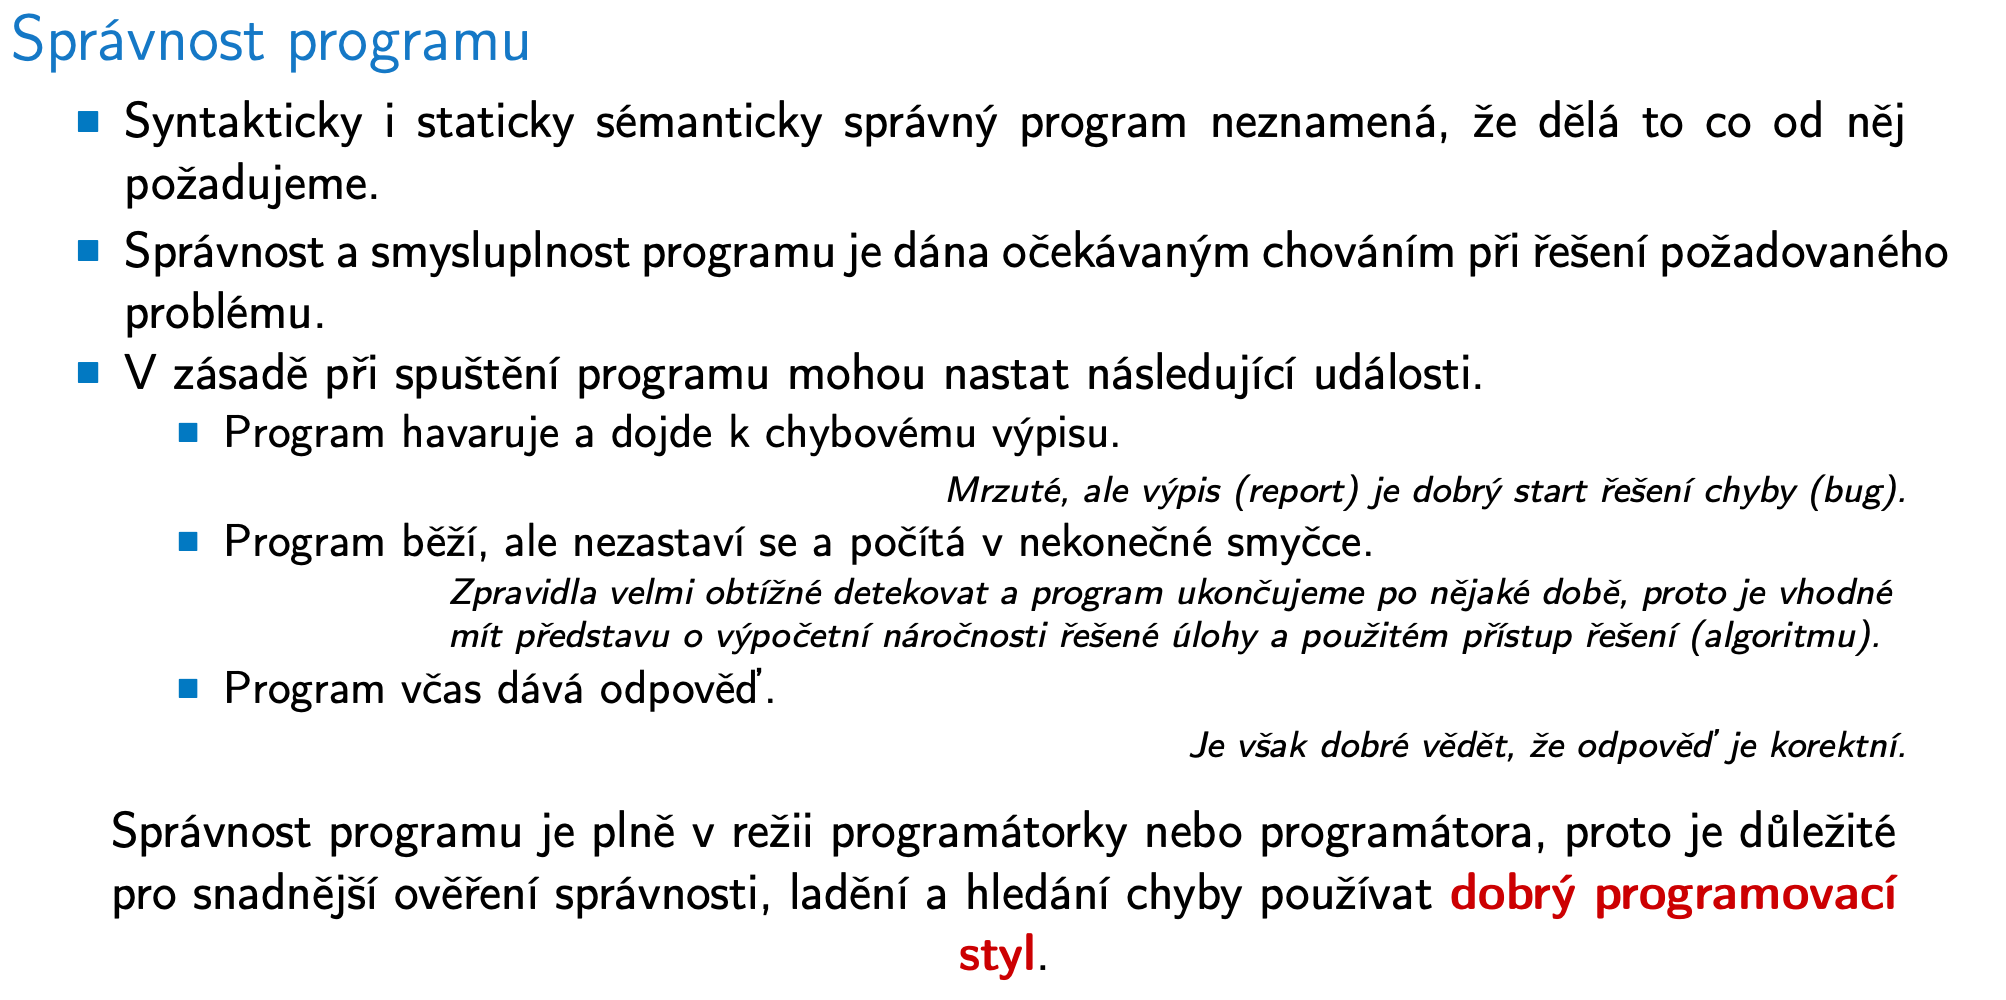 Správnost programu
Syntakticky i staticky sémanticky správný program neznamená, že dělá to co od něj
požadujeme.
Správnost a smysluplnost programu je dána očekávaným chováním při řešení požadovaného
problému.
V zásadě při spuštění programu mohou nastat následující události.
Program havaruje a dojde k chybovému výpisu.
Mrzuté, ale výpis (report) je dobrý start řešení chyby (bug).
Program běží, ale nezastaví se a počítá v nekonečné smyčce.
Zpravidla velmi obtížné detekovat a program ukončujeme po nějaké době, proto je vhodné
mít představu o výpočetní náročnosti řešené úlohy a použitém přístup řešení (algoritmu).
Program včas dává odpověď.
Je však dobré vědět, že odpověď je korektní.
Správnost programu je plně v režii programátorky nebo programátora, proto je důležité
pro snadnější ověření správnosti, ladění a hledání chyby používat dobrý programovací
styl.